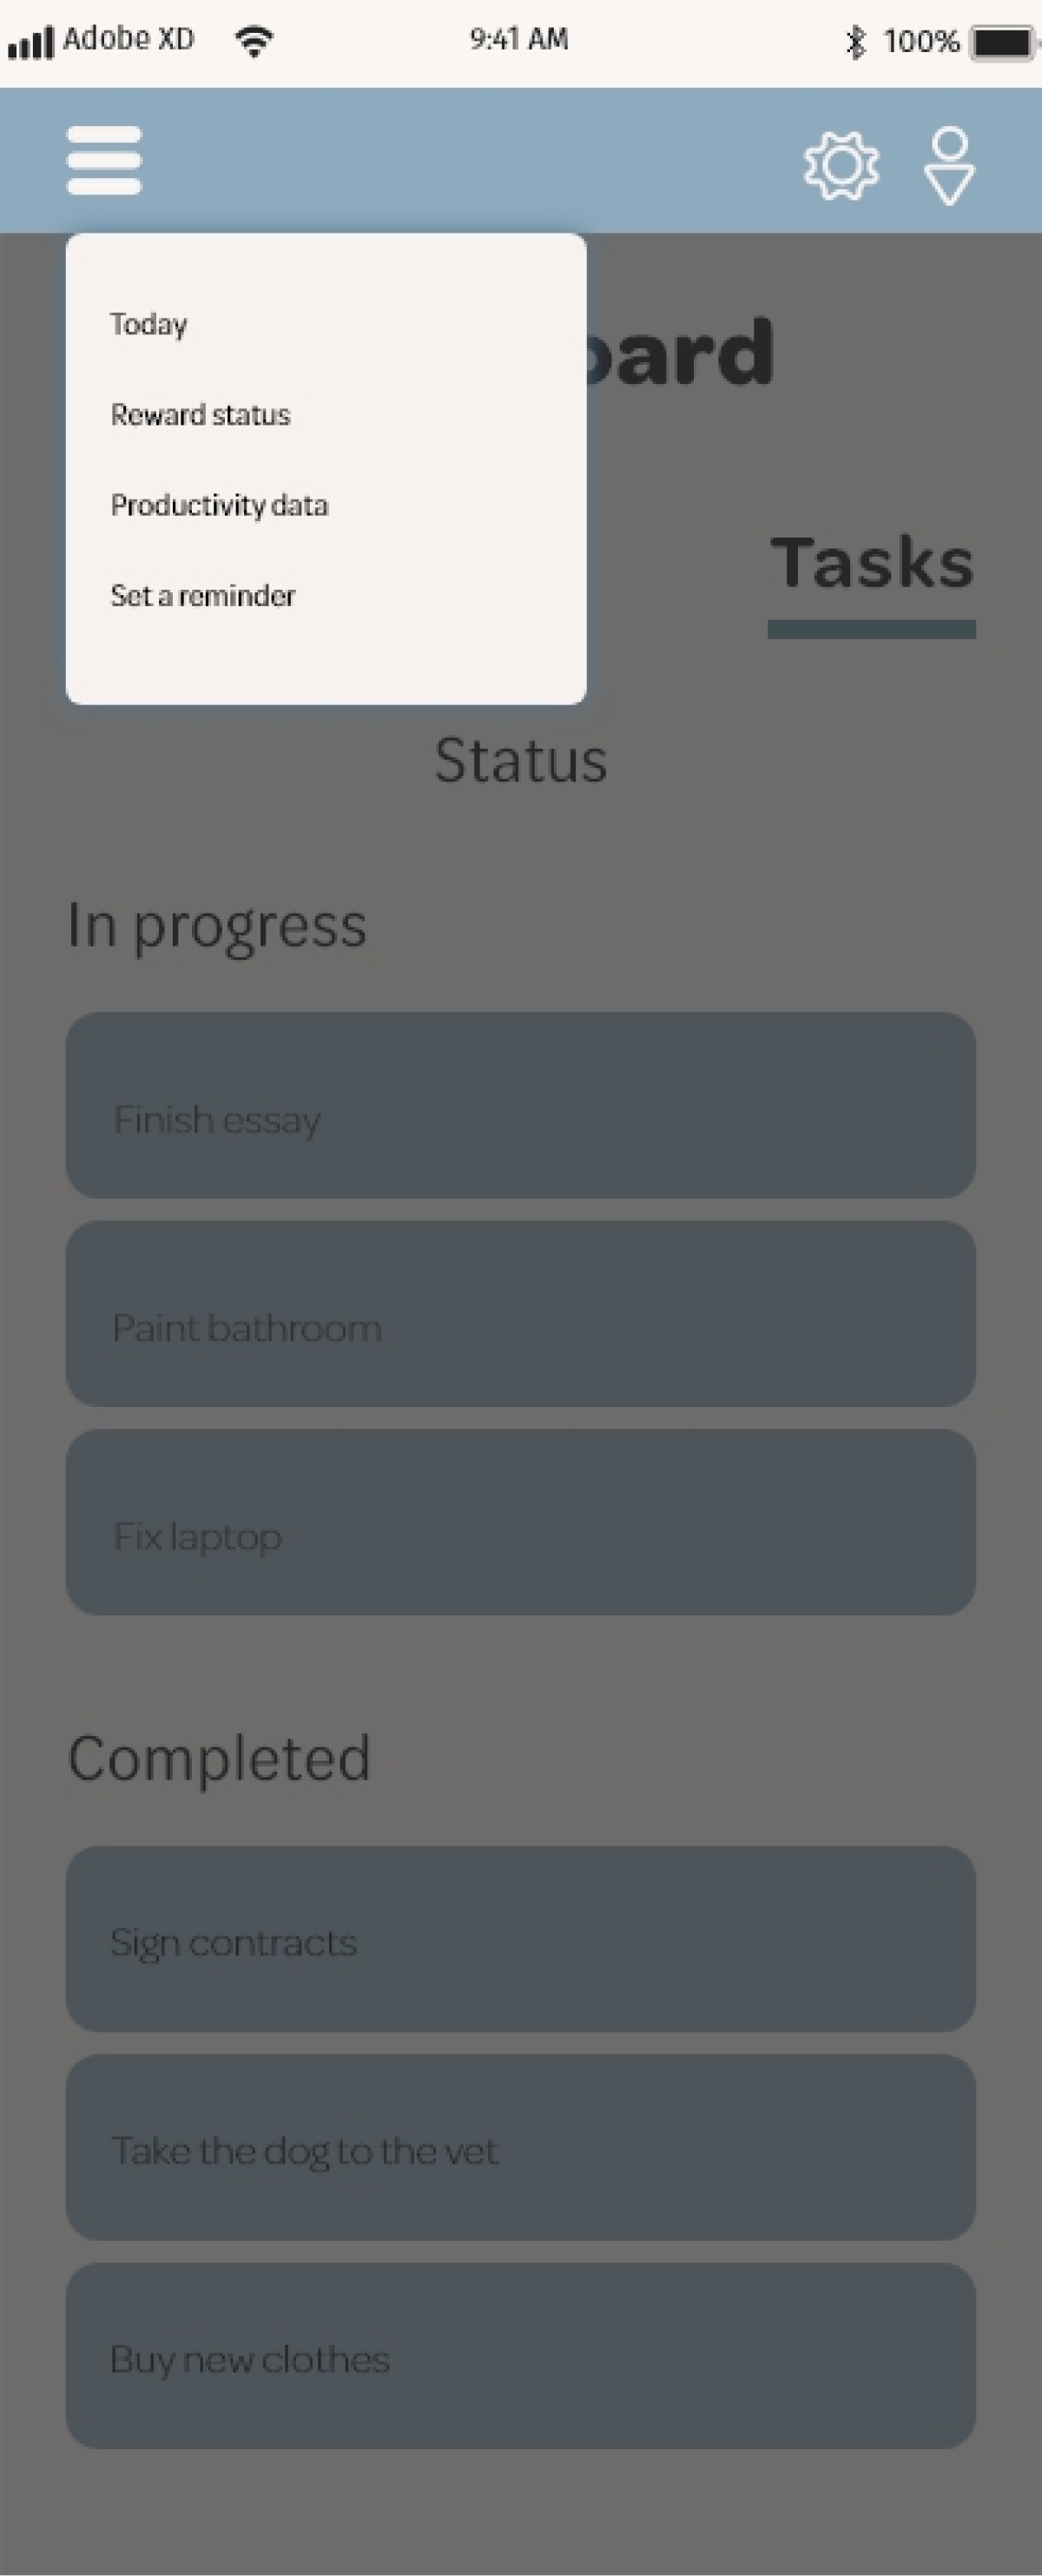 Adobe XD 9:41 AM 100%
Today
oard
Reward status
Productivity data
Tasks
Set a reminder
Status
In progress
Finish essay
Paint bathroom
Fix laptop
Completed
Sign contracts
Take the dog to the vet
Buy new clothes